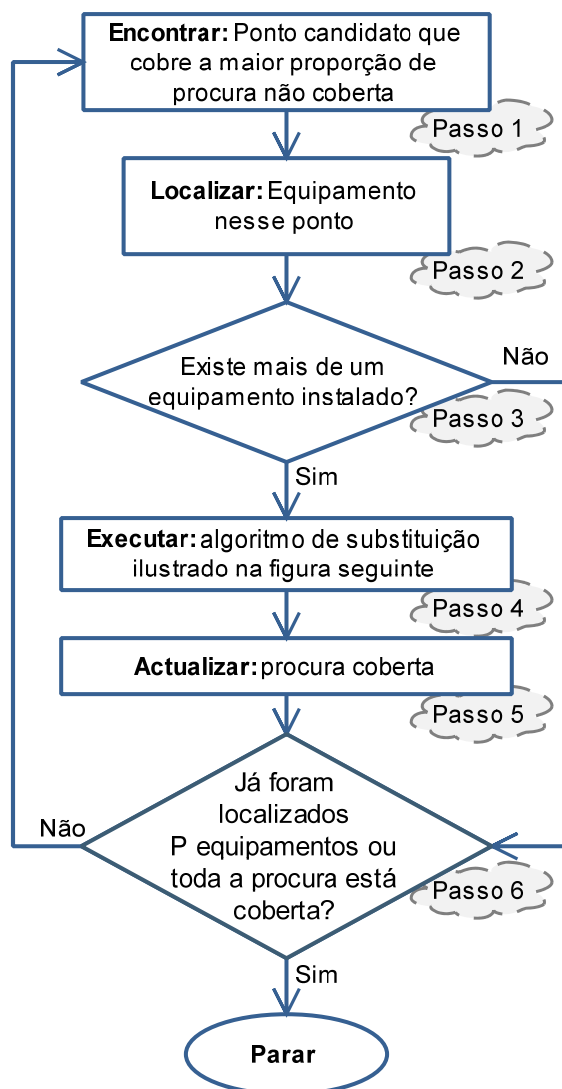 Encontrar: Ponto candidato que
cobre a maior proporção de
procura não coberta
Passo 1
Localizar: Equipamento
nesse ponto
Passo 2
Existe mais de um
equipamento instalado?
Não
Passo 3
Sim
Executar: algoritmo de substituição
ilustrado na figura seguinte
Passo 4
Actualizar: procura coberta
Passo 5
Já foram
localizados
P equipamentos ou
toda a procura está
coberta?
Não
Passo 6
Sim
Parar